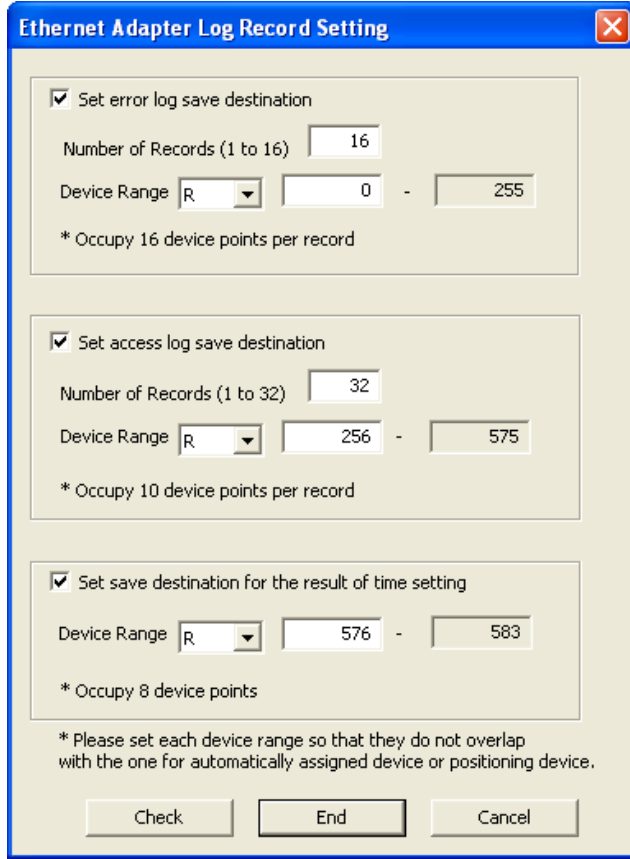 Ethernet Adapter Log Record Setting
Set error log save destination
Number of Records (1 to 16) 16
Device Range R 0 - 255
* Occupy 16 device points per record
Set access log save destination
Number of Records (1 to 32) 32
Device Range R 256 - 575
* Occupy 10 device points per record
Set save destination for the result of time setting
Device Range R 576 - 583
* Occupy 8 device points
* Please set each device range so that they do not overlap
with the one for automatically assigned device or positioning device.
Check End Cancel